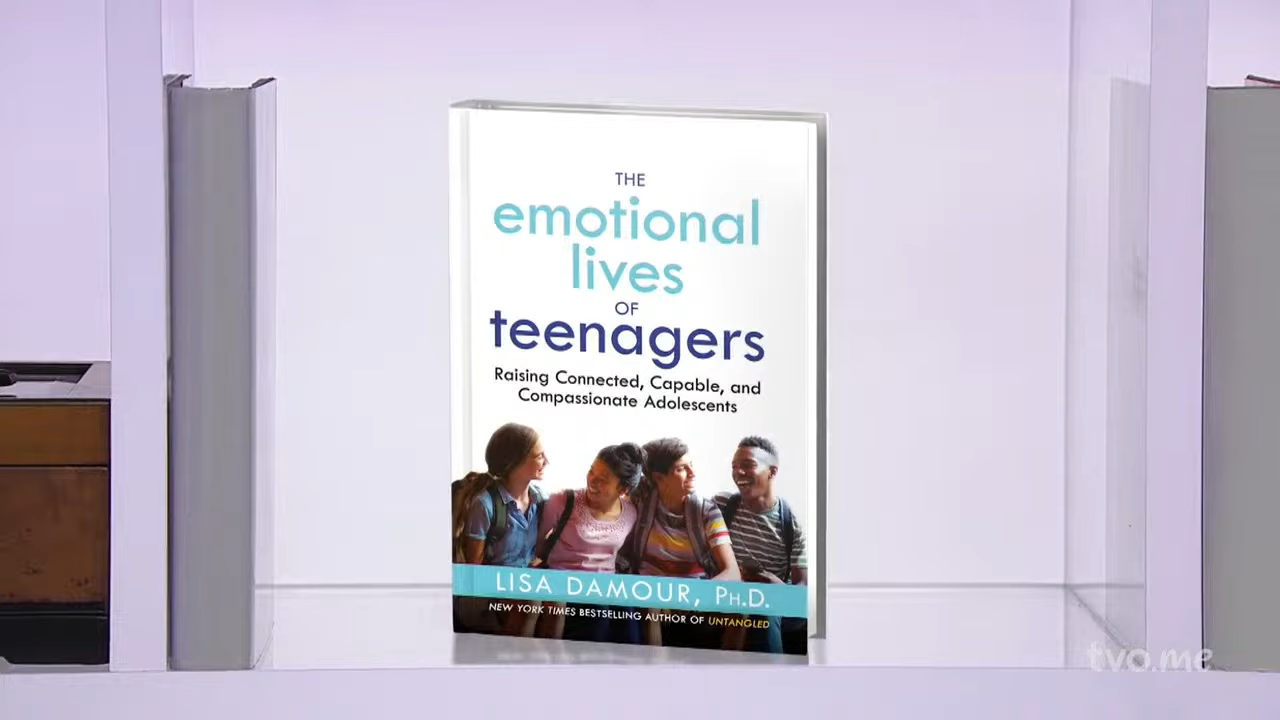 THE
emotional
lives
OF
teenagers
Raising Connected, Capable, and
Compassionate Adolescents
LISA DAMOUR, PH.D.
NEW YORK TIMES BESTSELLING AUTHOR OF UNTANGLED
tvo.me